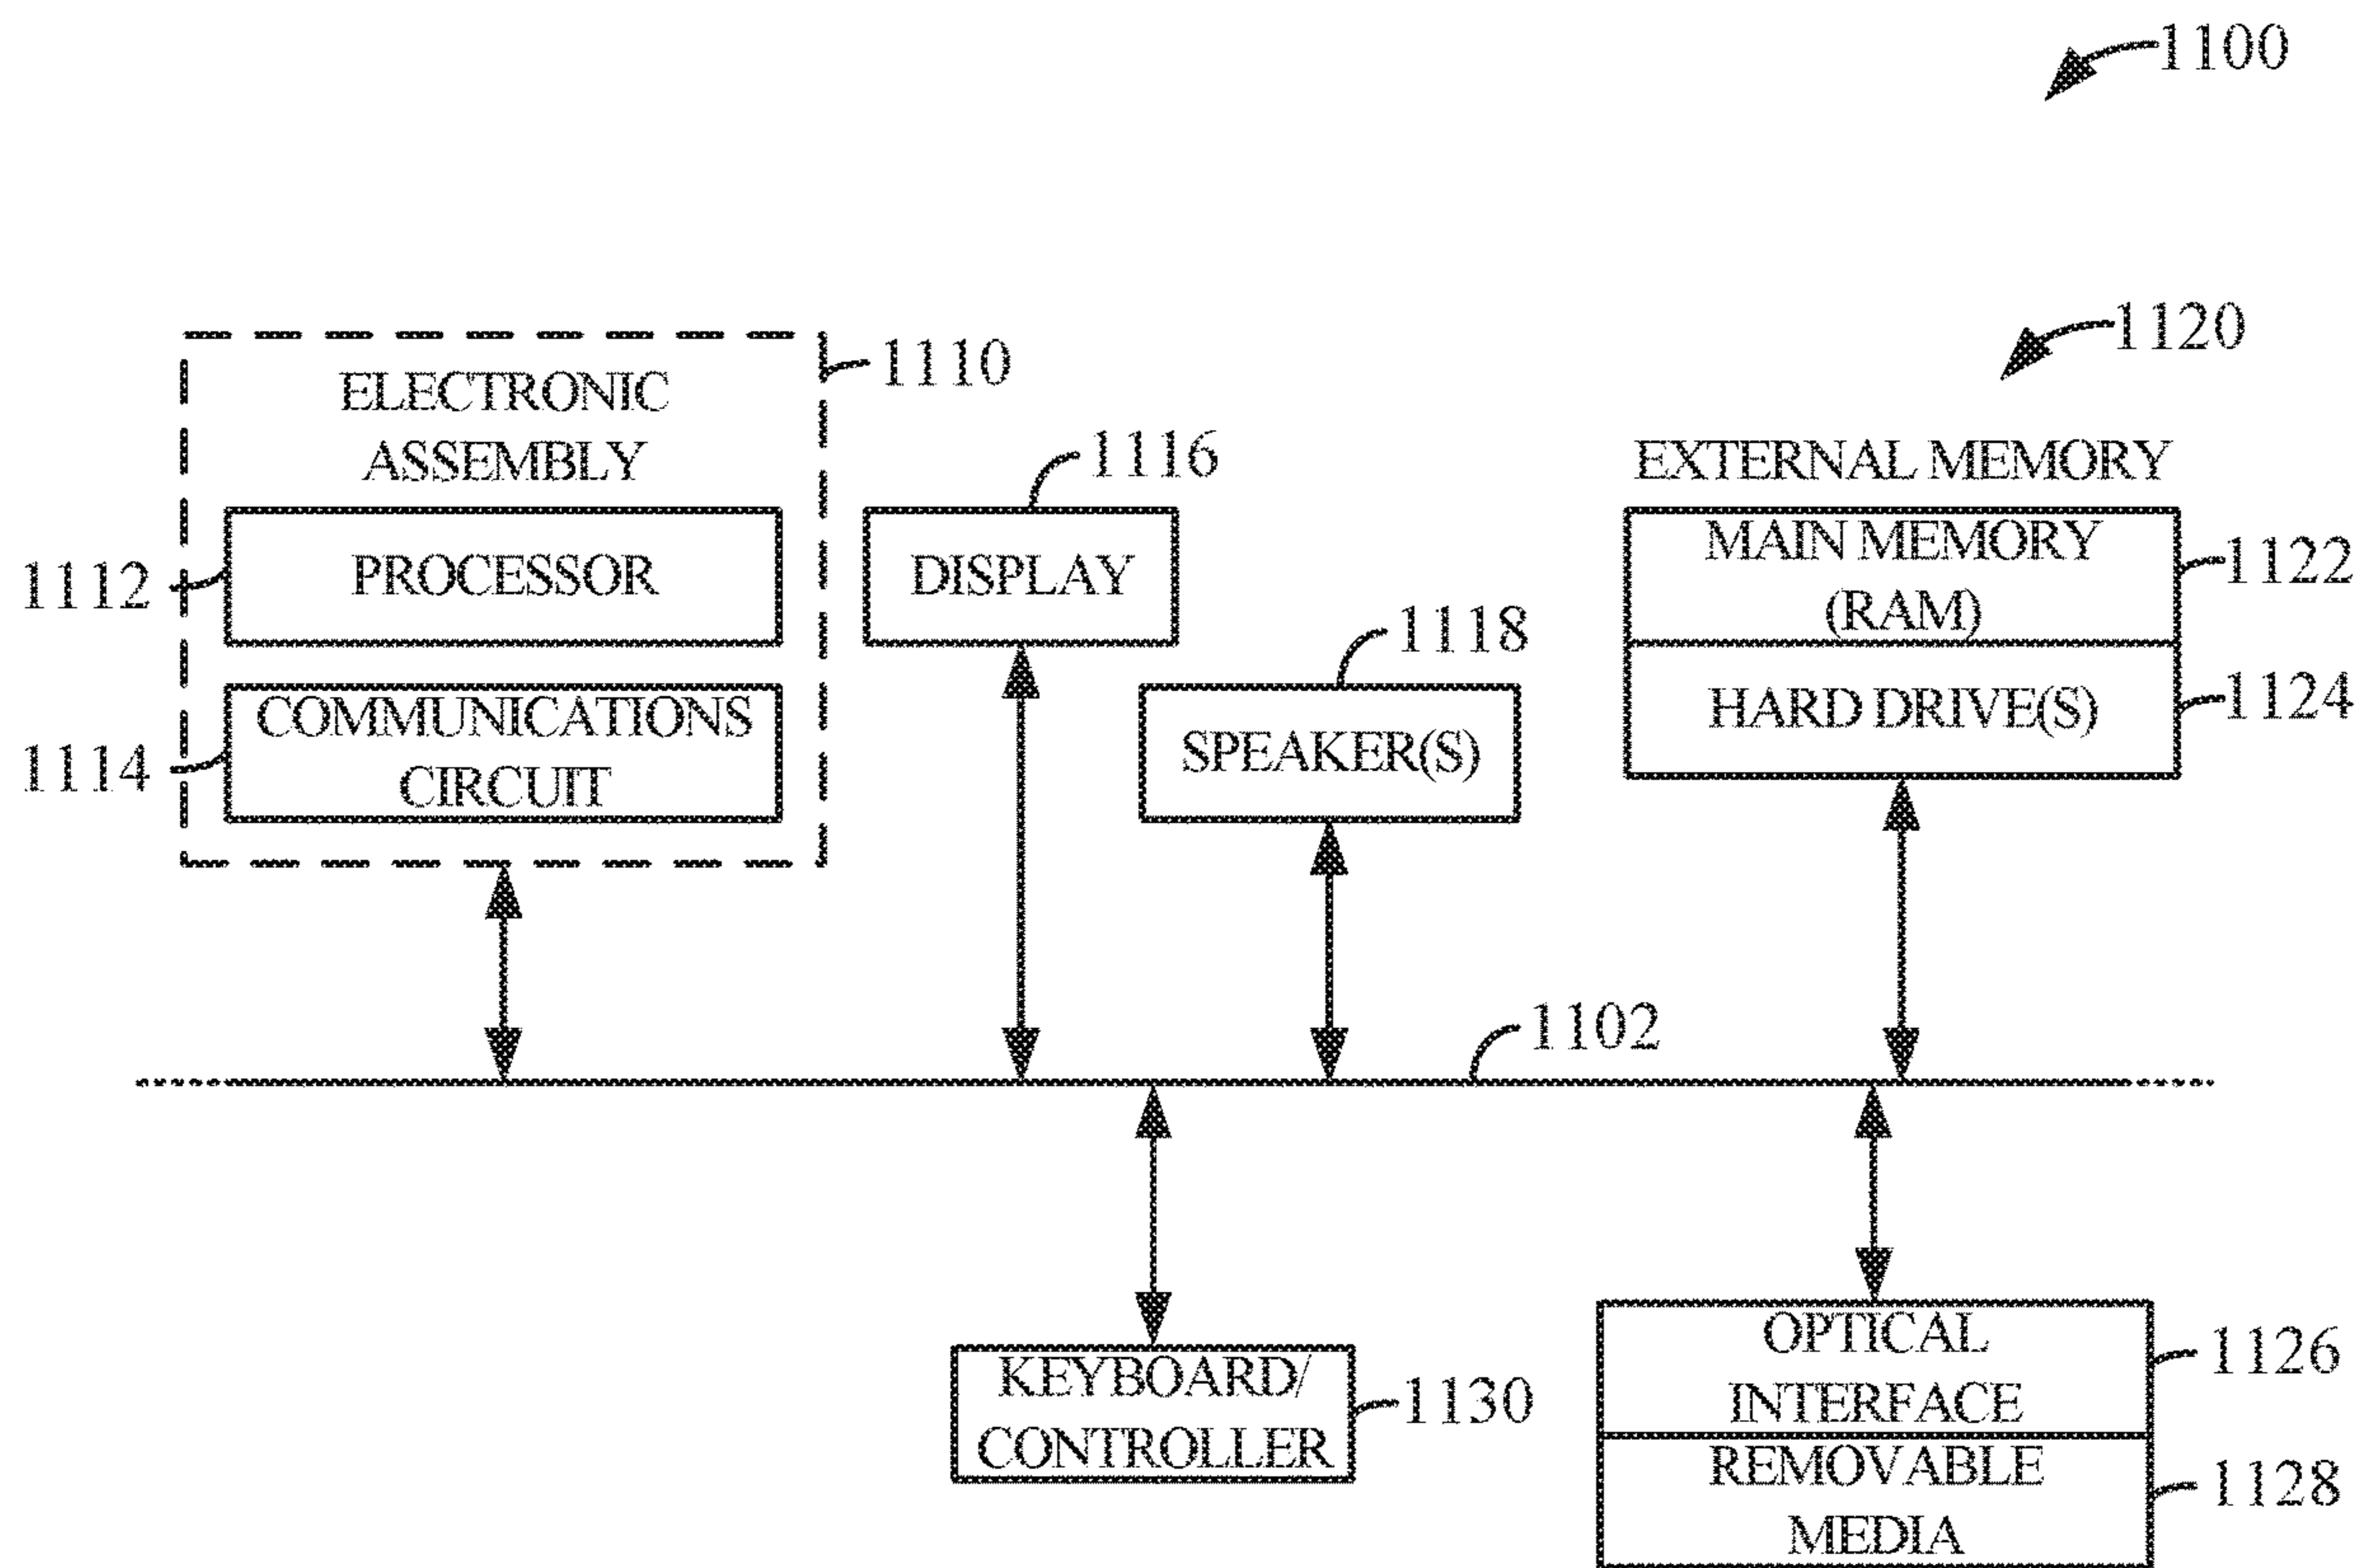 1100
1120
1110
ELECTRONIC
ASSEMBLY
1116
EXTERNAL MEMORY
1112
PROCESSOR
DISPLAY
MAIN MEMORY
(RAM)
1122
1118
1114
COMMUNICATIONS
CIRCUIT
SPEAKER(S)
HARD DRIVE(S)
1124
1102
KEYBOARD/
CONTROLLER
1130
OPTICAL
INTERFACE
1126
REMOVABLE
MEDIA
1128